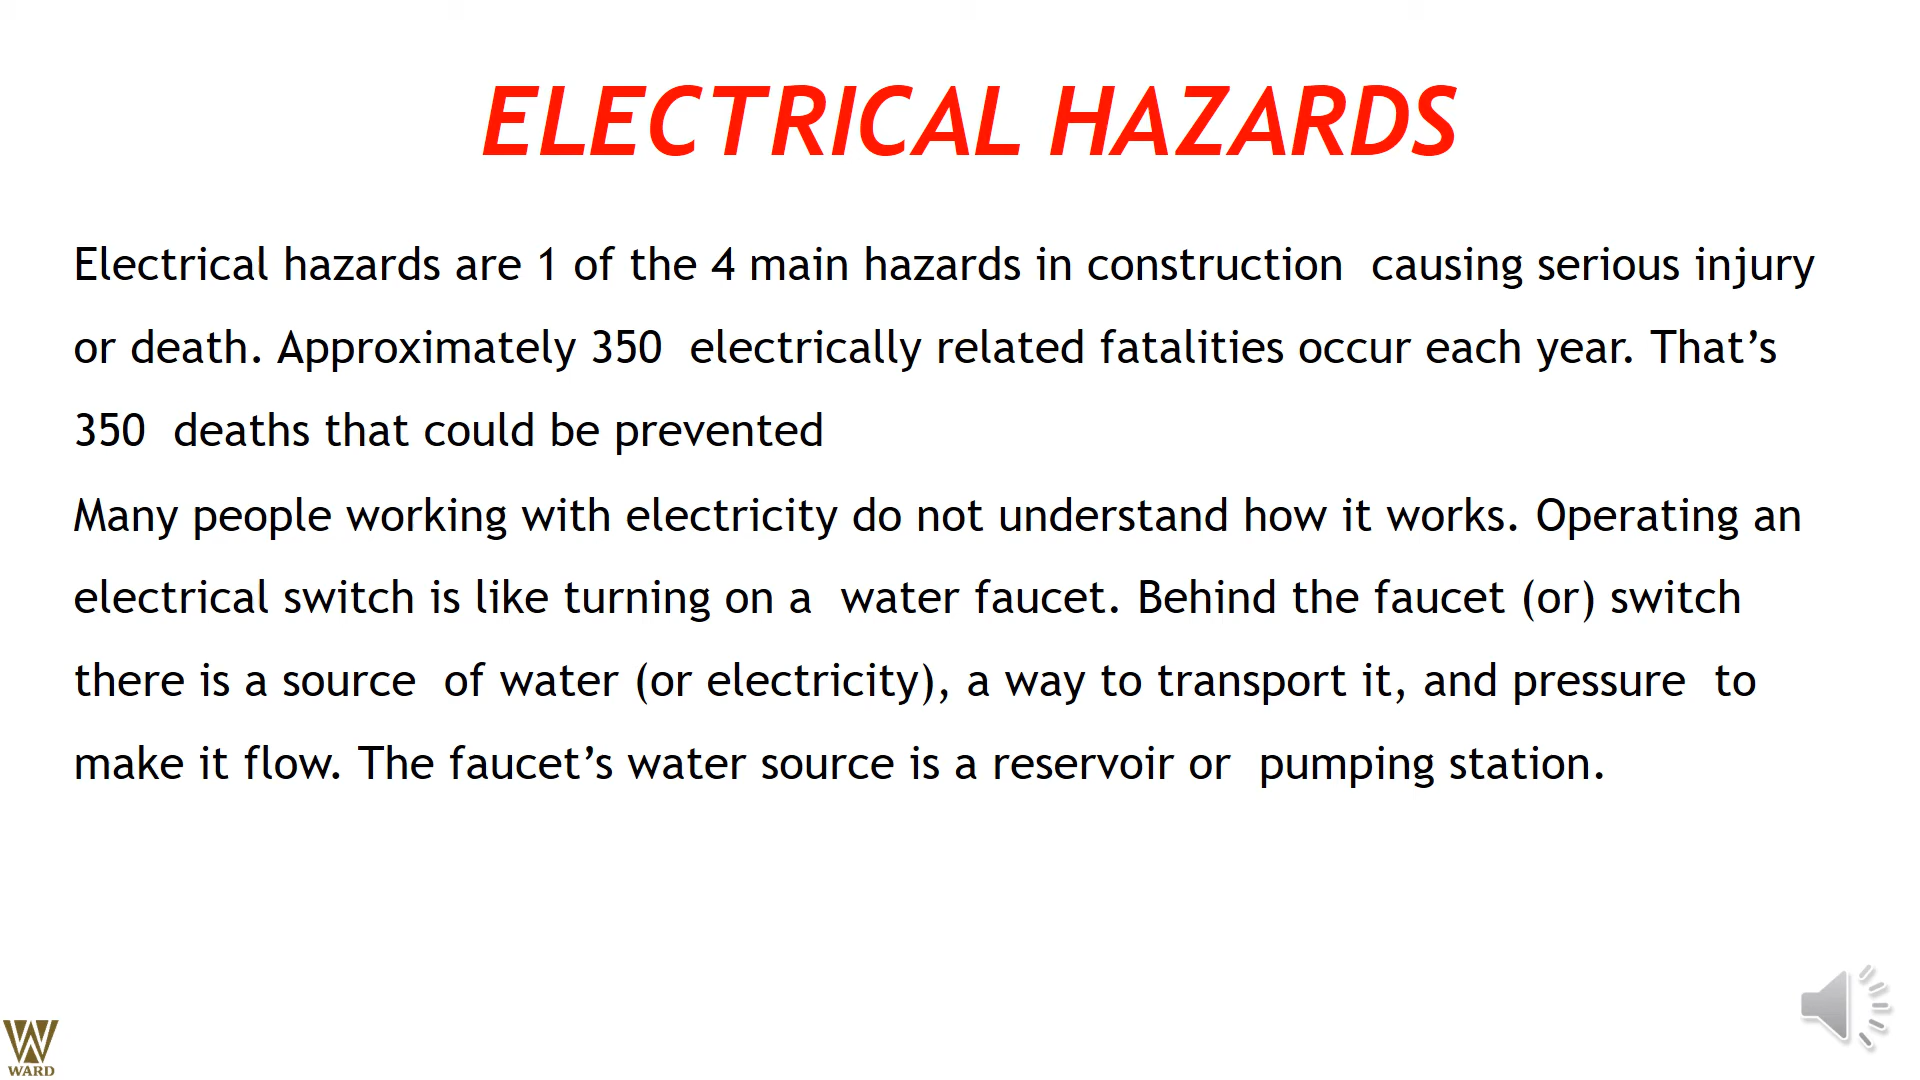 ELECTRICAL HAZARDS
Electrical hazards are 1 of the 4 main hazards in construction  causing serious injury
or death. Approximately 350  electrically related fatalities occur each year. That’s
350  deaths that could be prevented
Many people working with electricity do not understand how it works. Operating an
electrical switch is like turning on a  water faucet. Behind the faucet (or) switch
there is a source  of water (or electricity), a way to transport it, and pressure  to
make it flow. The faucet’s water source is a reservoir or  pumping station.
WARD